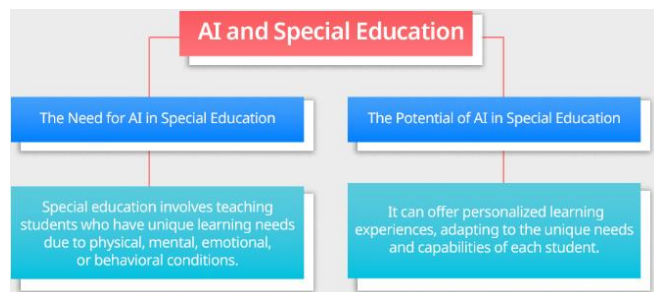 AI and Special Education
The Need for AI in Special Education
The Potential of AI in Special Education
Special education involves teaching
students who have unique learning needs
due to physical, mental, emotional,
or behavioral conditions.
It can offer personalized learning
experiences, adapting to the unique needs
and capabilities of each student.